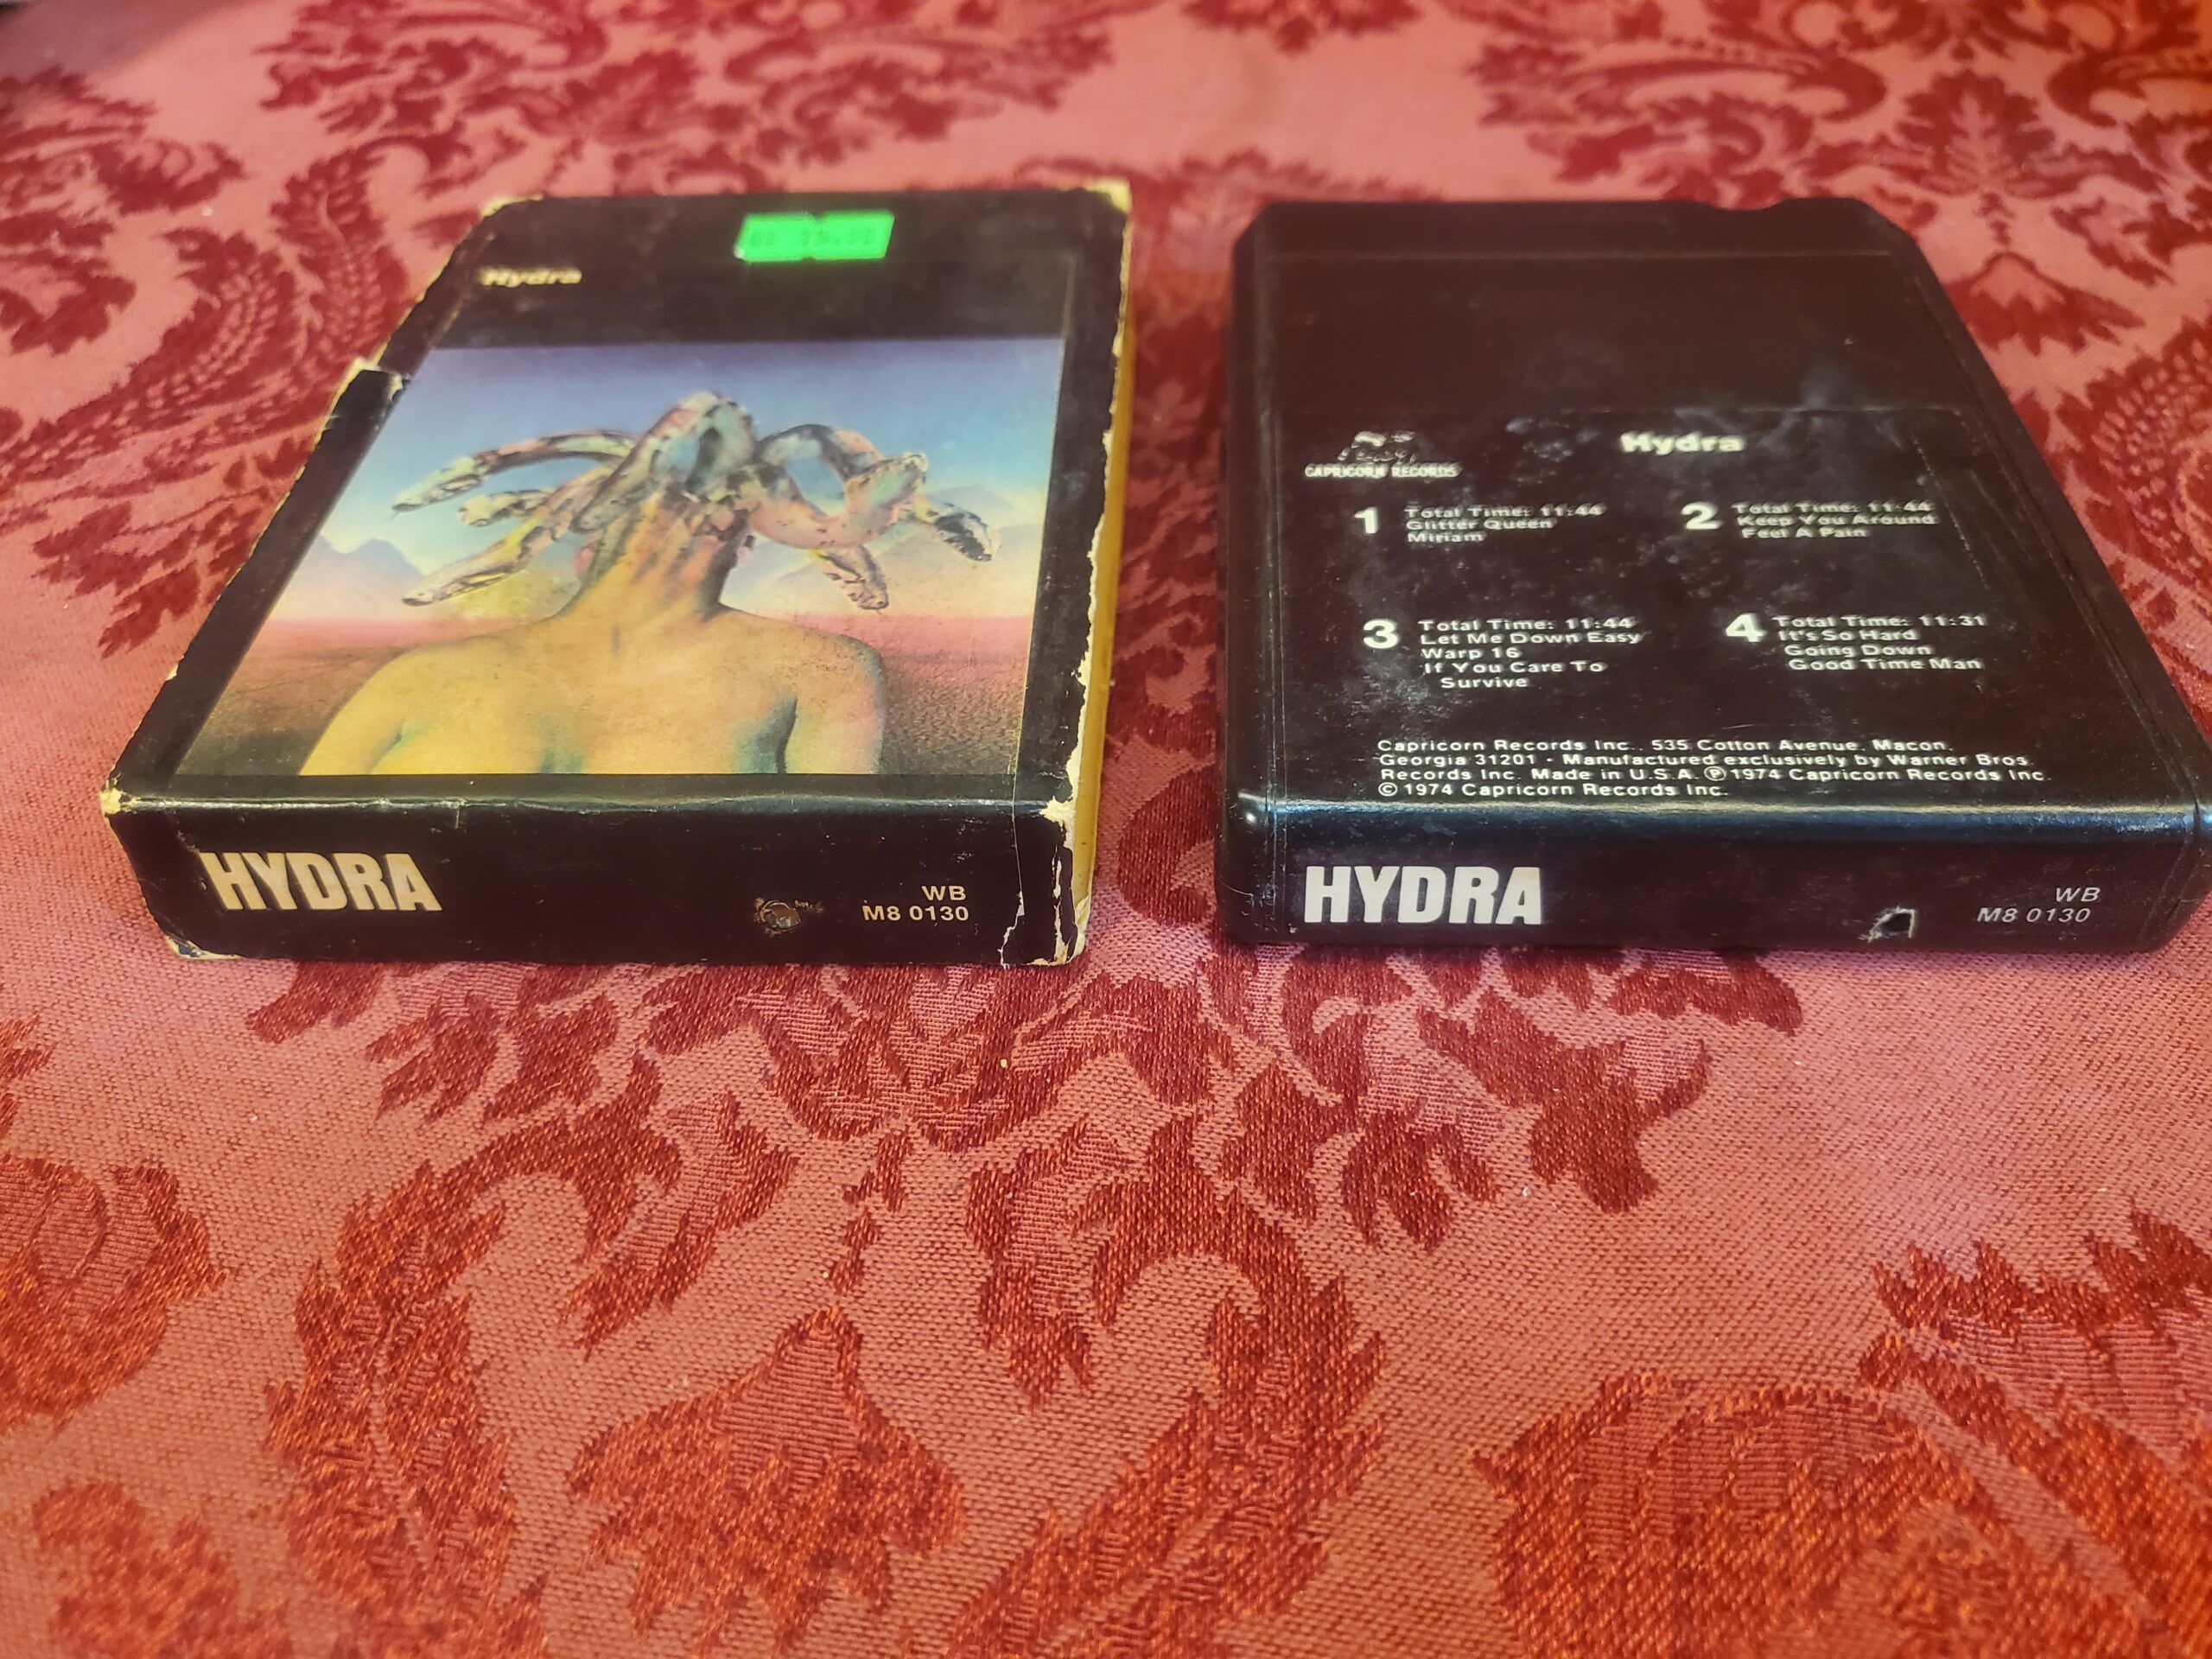 Hydra
HYDRA
WB
M8 0130
CAPRICORN RECORDS
Hydra
1
Total Time: 11:44
Glitter Queen
Miriam
2
Total Time: 11:44
Keep You Around
Feel A Pain
3
Total Time: 11:44
Let Me Down Easy
Warp 16
If You Care To
Survive
4
Total Time: 11:31
It's So Hard
Going Down
Good Time Man
Capricorn Records Inc., 535 Cotton Avenue, Macon,
Georgia 31201 · Manufactured exclusively by Warner Bros.
Records Inc. Made in U.S.A. ℗1974 Capricorn Records Inc.
©1974 Capricorn Records Inc.
HYDRA
WB
M8 0130